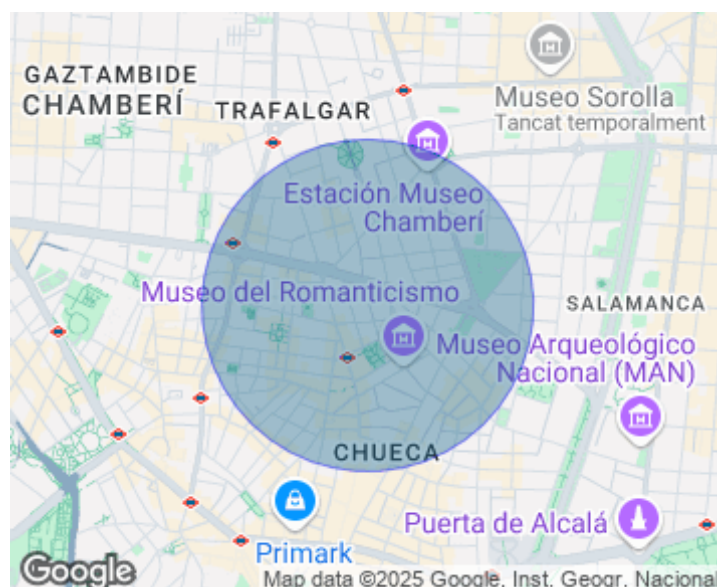 GAZTAMBIDE
CHAMBERÍ
TRAFALGAR
Museo Sorolla
Tancat temporalment
Estación Museo
Chamberí
Museo del Romanticismo
SALAMANCA
Museo Arqueológico
Nacional (MAN)
CHUECA
Puerta de Alcalá
Primark
Google
Map data ©2025 Google, Inst. Geogr. Nacional